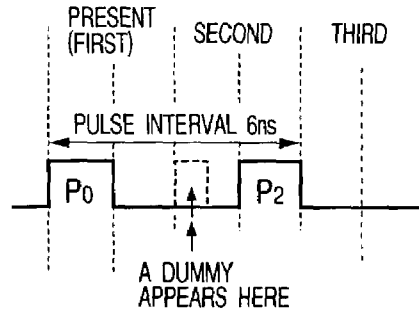 PRESENT
(FIRST)
SECOND
THIRD
PULSE INTERVAL 6ns
P0
P2
A DUMMY
APPEARS HERE